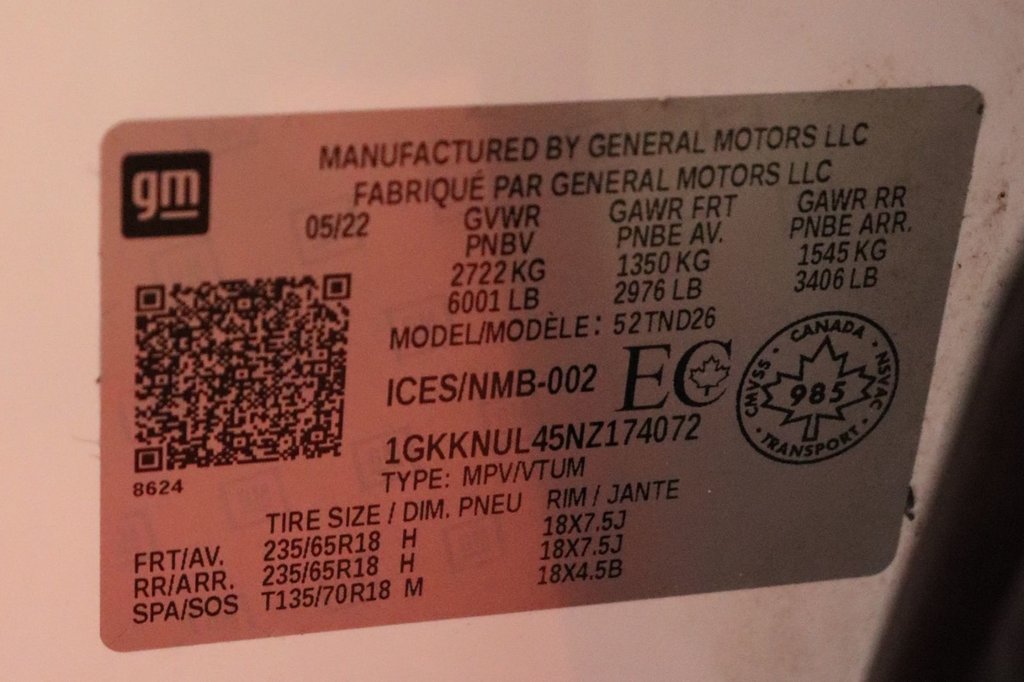 gm
MANUFACTURED BY GENERAL MOTORS LLC
FABRIQUÉ PAR GENERAL MOTORS LLC
05/22 GVWR GAWR FRT GAWR RR
PNBV PNBE AV. PNBE ARR.
2722 KG 1350 KG 1545 KG
6001 LB 2976 LB 3406 LB
MODEL/MODÈLE: 52TND26
ICES/NMB-002 EC
CANADA
CMVSS 985 NSVAC
TRANSPORT
1GKKNUL45NZ174072
8624
TYPE: MPV/VTUM
TIRE SIZE / DIM. PNEU RIM / JANTE
FRT/AV. 235/65R18 H 18X7.5J
RR/ARR. 235/65R18 H 18X7.5J
SPA/SOS T135/70R18 M 18X4.5B